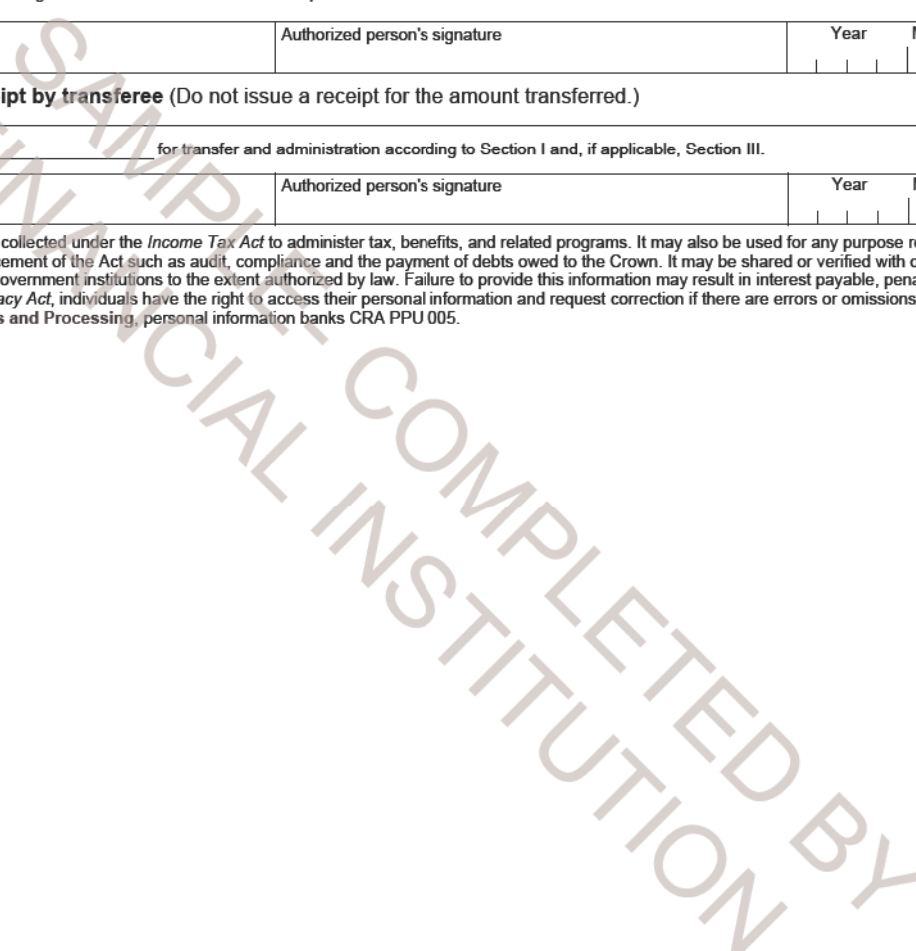 Authorized person's signature Year
ipt by transferee (Do not issue a receipt for the amount transferred.)
for transfer and administration according to Section I and, if applicable, Section III.
Authorized person's signature Year
collected under the Income Tax Act to administer tax, benefits, and related programs. It may also be used for any purpose r
ement of the Act such as audit, compliance and the payment of debts owed to the Crown. It may be shared or verified with
overnment institutions to the extent authorized by law. Failure to provide this information may result in interest payable, pena
acy Act, individuals have the right to access their personal information and request correction if there are errors or omissions
s and Processing, personal information banks CRA PPU 005.
SAMPLE- COMPLETED BY
FINANCIAL INSTITUTION